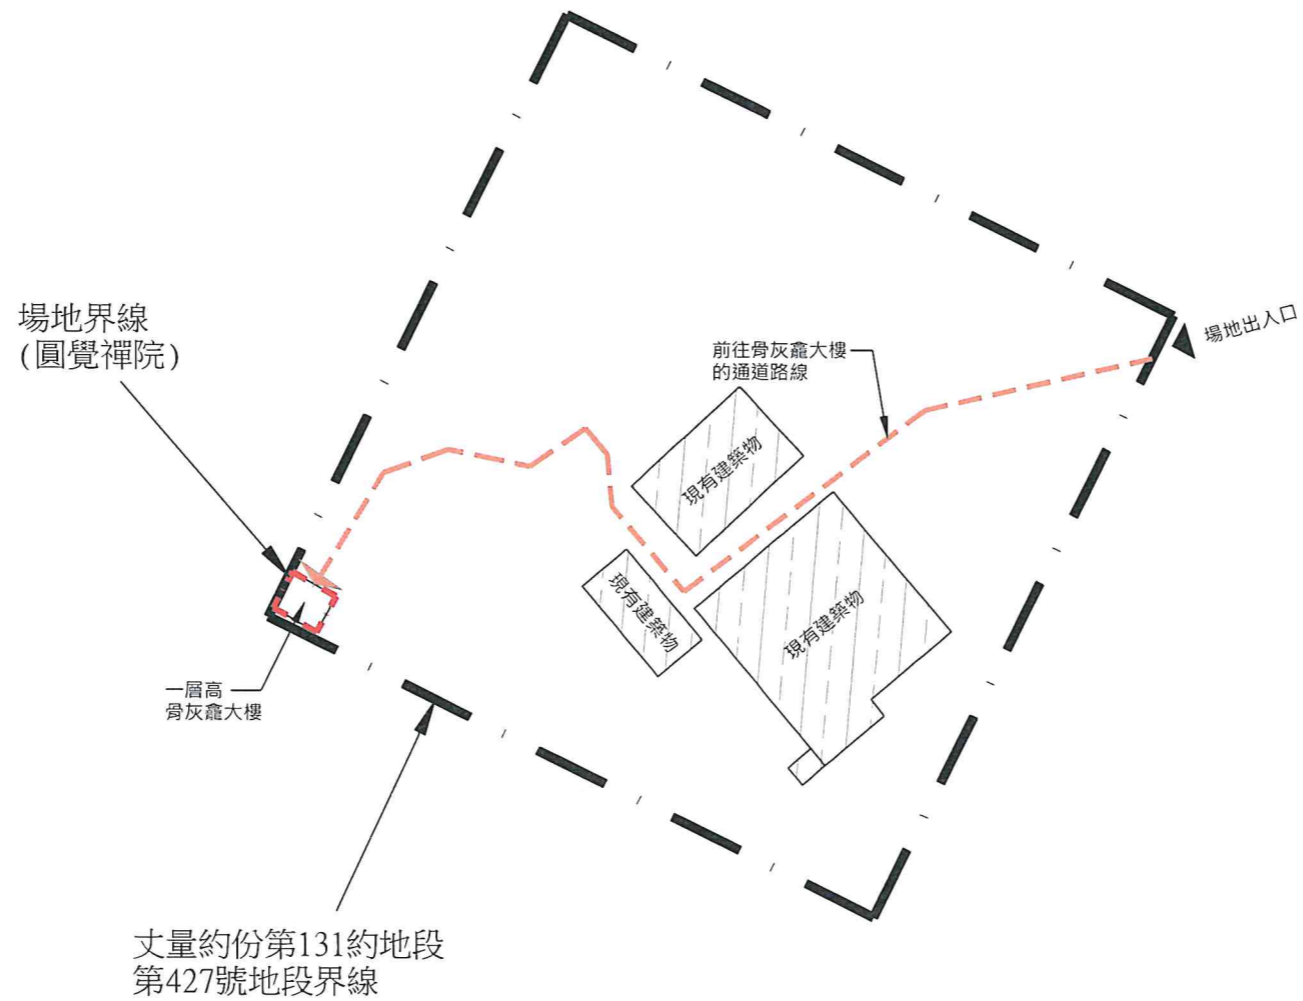 場地出入口
場地界線
(圓覺禪院)
前往骨灰龕大樓
的通道路線
現有建築物
現有建築物
現有建築物
一層高
骨灰龕大樓
丈量約份第131約地段
第427號地段界線